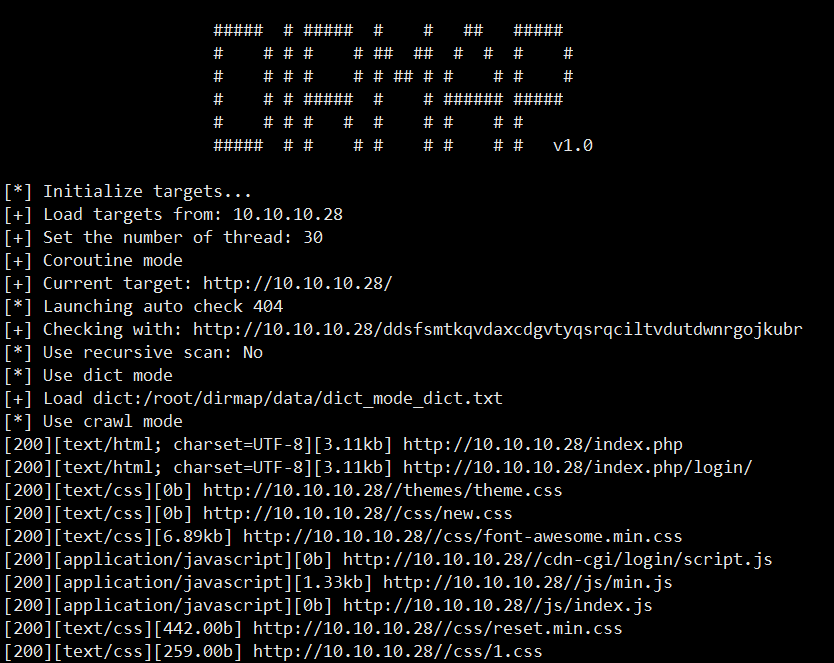 ##### # ##### # # ## #####
# # # # # ## ## # # # #
# # # # # # ## # # # # #
# # # ##### # # ###### #####
# # # # # # # # # # #
##### # # # # # # # # # v1.0
[*] Initialize targets...
[+] Load targets from: 10.10.10.28
[+] Set the number of thread: 30
[+] Coroutine mode
[+] Current target: http://10.10.10.28/
[*] Launching auto check 404
[+] Checking with: http://10.10.10.28/ddsfsmtkqvdaxcdgvtyqsrqciltvdutdwnrgojkubr
[*] Use recursive scan: No
[*] Use dict mode
[+] Load dict:/root/dirmap/data/dict_mode_dict.txt
[*] Use crawl mode
[200][text/html; charset=UTF-8][3.11kb] http://10.10.10.28/index.php
[200][text/html; charset=UTF-8][3.11kb] http://10.10.10.28/index.php/login/
[200][text/css][0b] http://10.10.10.28//themes/theme.css
[200][text/css][0b] http://10.10.10.28//css/new.css
[200][text/css][6.89kb] http://10.10.10.28//css/font-awesome.min.css
[200][application/javascript][0b] http://10.10.10.28//cdn-cgi/login/script.js
[200][application/javascript][1.33kb] http://10.10.10.28//js/min.js
[200][application/javascript][0b] http://10.10.10.28//js/index.js
[200][text/css][442.00b] http://10.10.10.28//css/reset.min.css
[200][text/css][259.00b] http://10.10.10.28//css/1.css